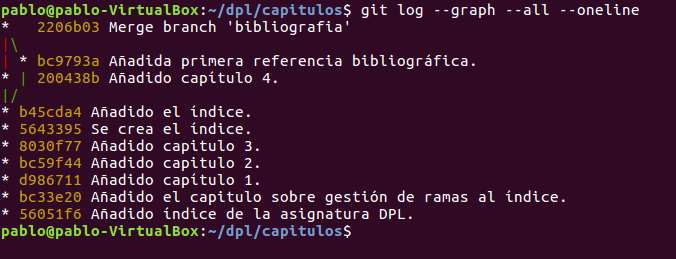 pablo@pablo-VirtualBox:~/dpl/capitulos$ git log --graph --all --oneline
*   2206b03 Merge branch 'bibliografia'
|\
| * bc9793a Añadida primera referencia bibliográfica.
* | 200438b Añadido capítulo 4.
|/
* b45cda4 Añadido el índice.
* 5643395 Se crea el índice.
* 8030f77 Añadido capitulo 3.
* bc59f44 Añadido capitulo 2.
* d986711 Añadido capítulo 1.
* bc33e20 Añadido el capitulo sobre gestión de ramas al índice.
* 56051f6 Añadido índice de la asignatura DPL.
pablo@pablo-VirtualBox:~/dpl/capitulos$